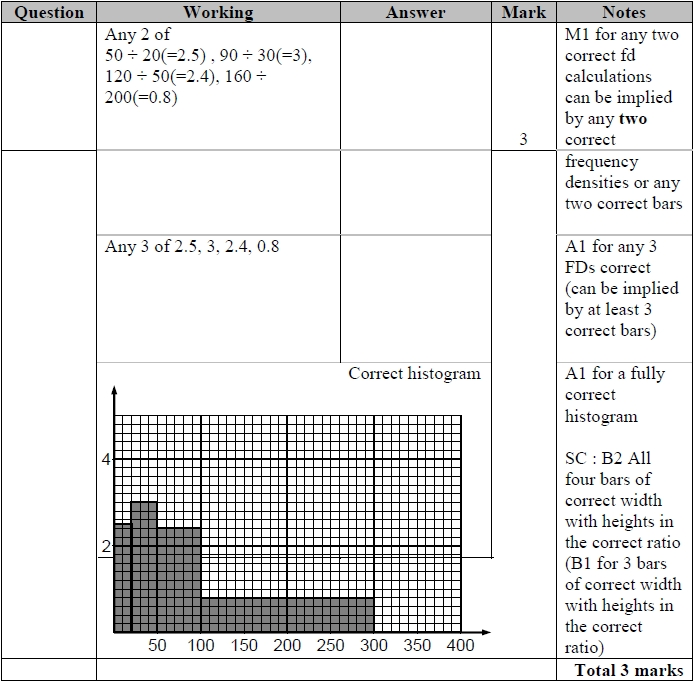 Question Working Answer Mark Notes
Any 2 of
50 ÷ 20(=2.5) , 90 ÷ 30(=3),
120 ÷ 50(=2.4), 160 ÷
200(=0.8)
3
M1 for any two
correct fd
calculations
can be implied
by any two
correct
frequency
densities or any
two correct bars
Any 3 of 2.5, 3, 2.4, 0.8
A1 for any 3
FDs correct
(can be implied
by at least 3
correct bars)
Correct histogram
4
2
50 100 150 200 250 300 350 400
A1 for a fully
correct
histogram
SC : B2 All
four bars of
correct width
with heights in
the correct ratio
(B1 for 3 bars
of correct width
with heights in
the correct
ratio)
Total 3 marks